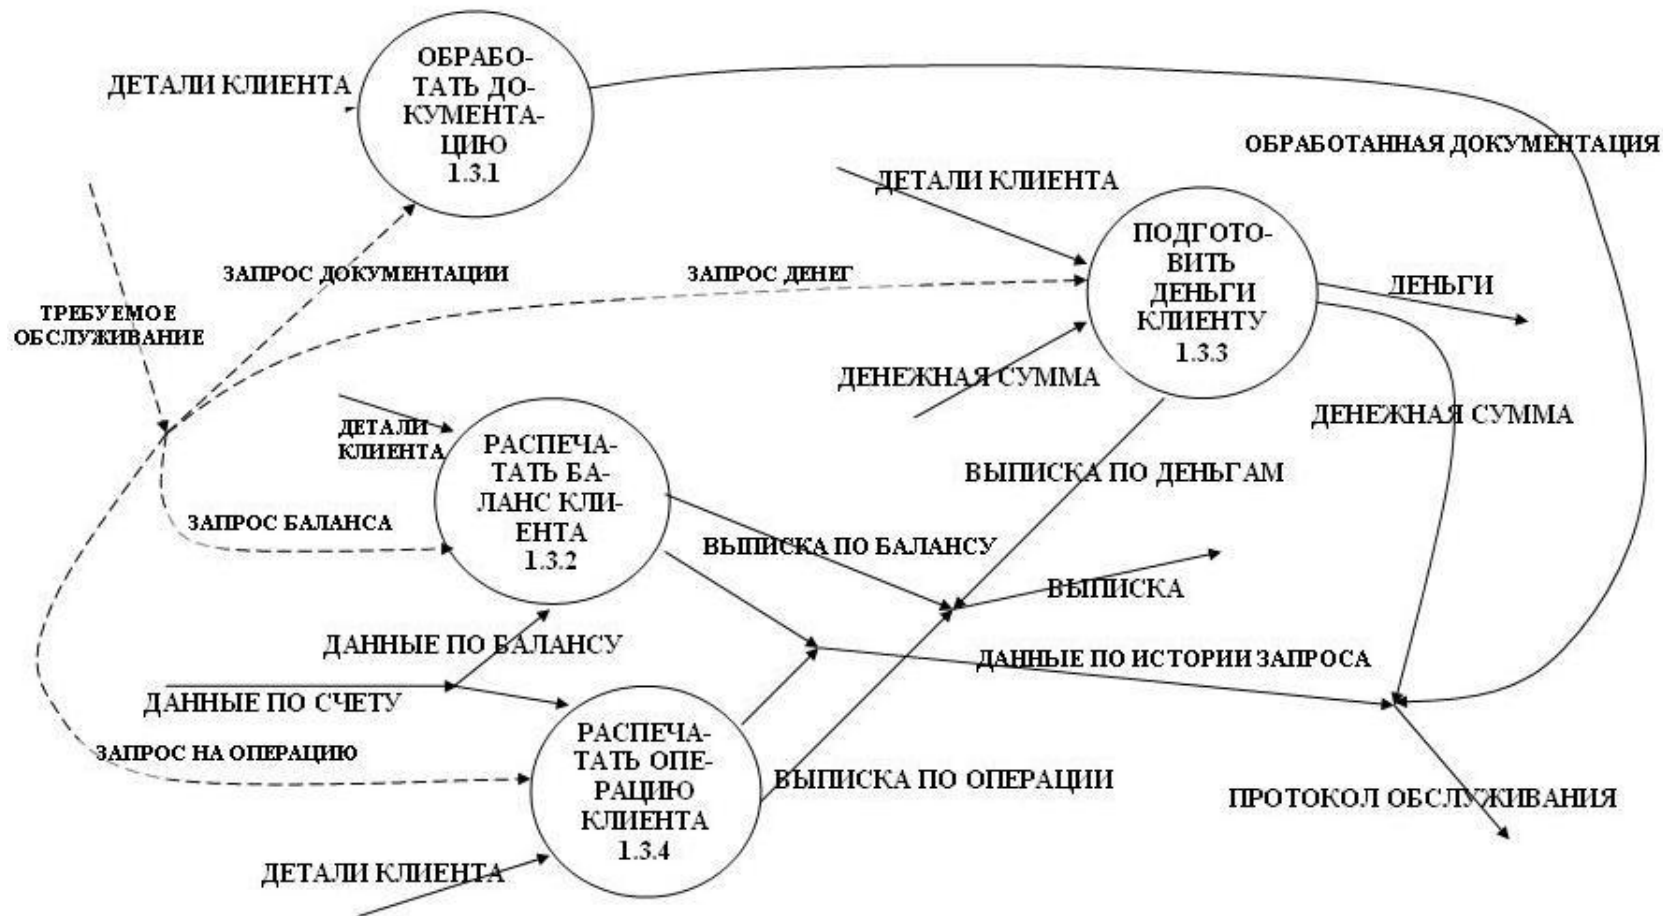 ОБРАБО-
ТАТЬ ДО-
КУМЕНТА-
ЦИЮ
1.3.1
ДЕТАЛИ КЛИЕНТА
ОБРАБОТАННАЯ ДОКУМЕНТАЦИЯ
ДЕТАЛИ КЛИЕНТА
ПОДГОТО-
ВИТЬ
ДЕНЬГИ
КЛИЕНТУ
1.3.3
ЗАПРОС ДОКУМЕНТАЦИИ
ЗАПРОС ДЕНЕГ
ДЕНЬГИ
ТРЕБУЕМОЕ
ОБСЛУЖИВАНИЕ
ДЕНЕЖНАЯ СУММА
ДЕНЕЖНАЯ СУММА
ДЕТАЛИ
КЛИЕНТА
РАСПЕЧА-
ТАТЬ БА-
ЛАНС КЛИ-
ЕНТА
1.3.2
ВЫПИСКА ПО ДЕНЬГАМ
ЗАПРОС БАЛАНСА
ВЫПИСКА ПО БАЛАНСУ
ВЫПИСКА
ДАННЫЕ ПО БАЛАНСУ
ДАННЫЕ ПО ИСТОРИИ ЗАПРОСА
ДАННЫЕ ПО СЧЕТУ
ЗАПРОС НА ОПЕРАЦИЮ
РАСПЕЧА-
ТАТЬ ОПЕ-
РАЦИЮ
КЛИЕНТА
1.3.4
ВЫПИСКА ПО ОПЕРАЦИИ
ПРОТОКОЛ ОБСЛУЖИВАНИЯ
ДЕТАЛИ КЛИЕНТА